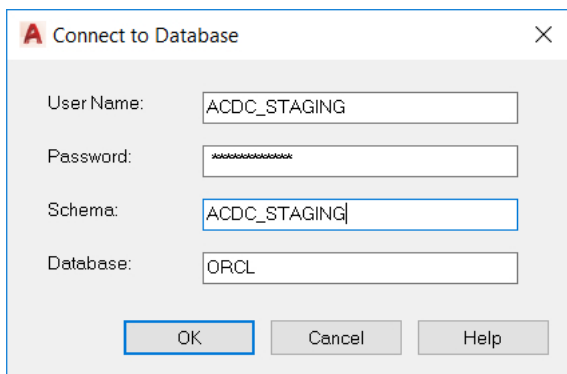 Connect to Database
User Name: ACDC_STAGING
Password: ************
Schema: ACDC_STAGING
Database: ORCL
OK Cancel Help